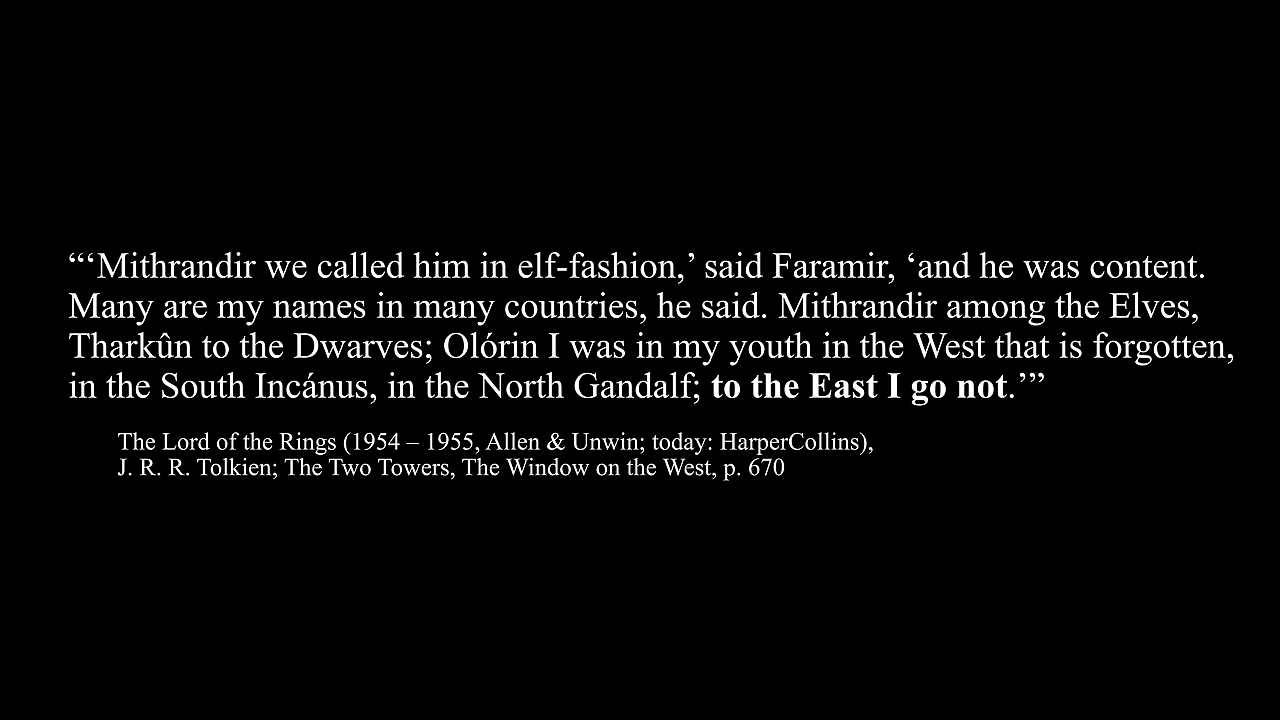 “‘Mithrandir we called him in elf-fashion,’ said Faramir, ‘and he was content.
Many are my names in many countries, he said. Mithrandir among the Elves,
Tharkûn to the Dwarves; Olórin I was in my youth in the West that is forgotten,
in the South Incánus, in the North Gandalf; to the East I go not.’”
The Lord of the Rings (1954 – 1955, Allen & Unwin; today: HarperCollins),
J. R. R. Tolkien; The Two Towers, The Window on the West, p. 670